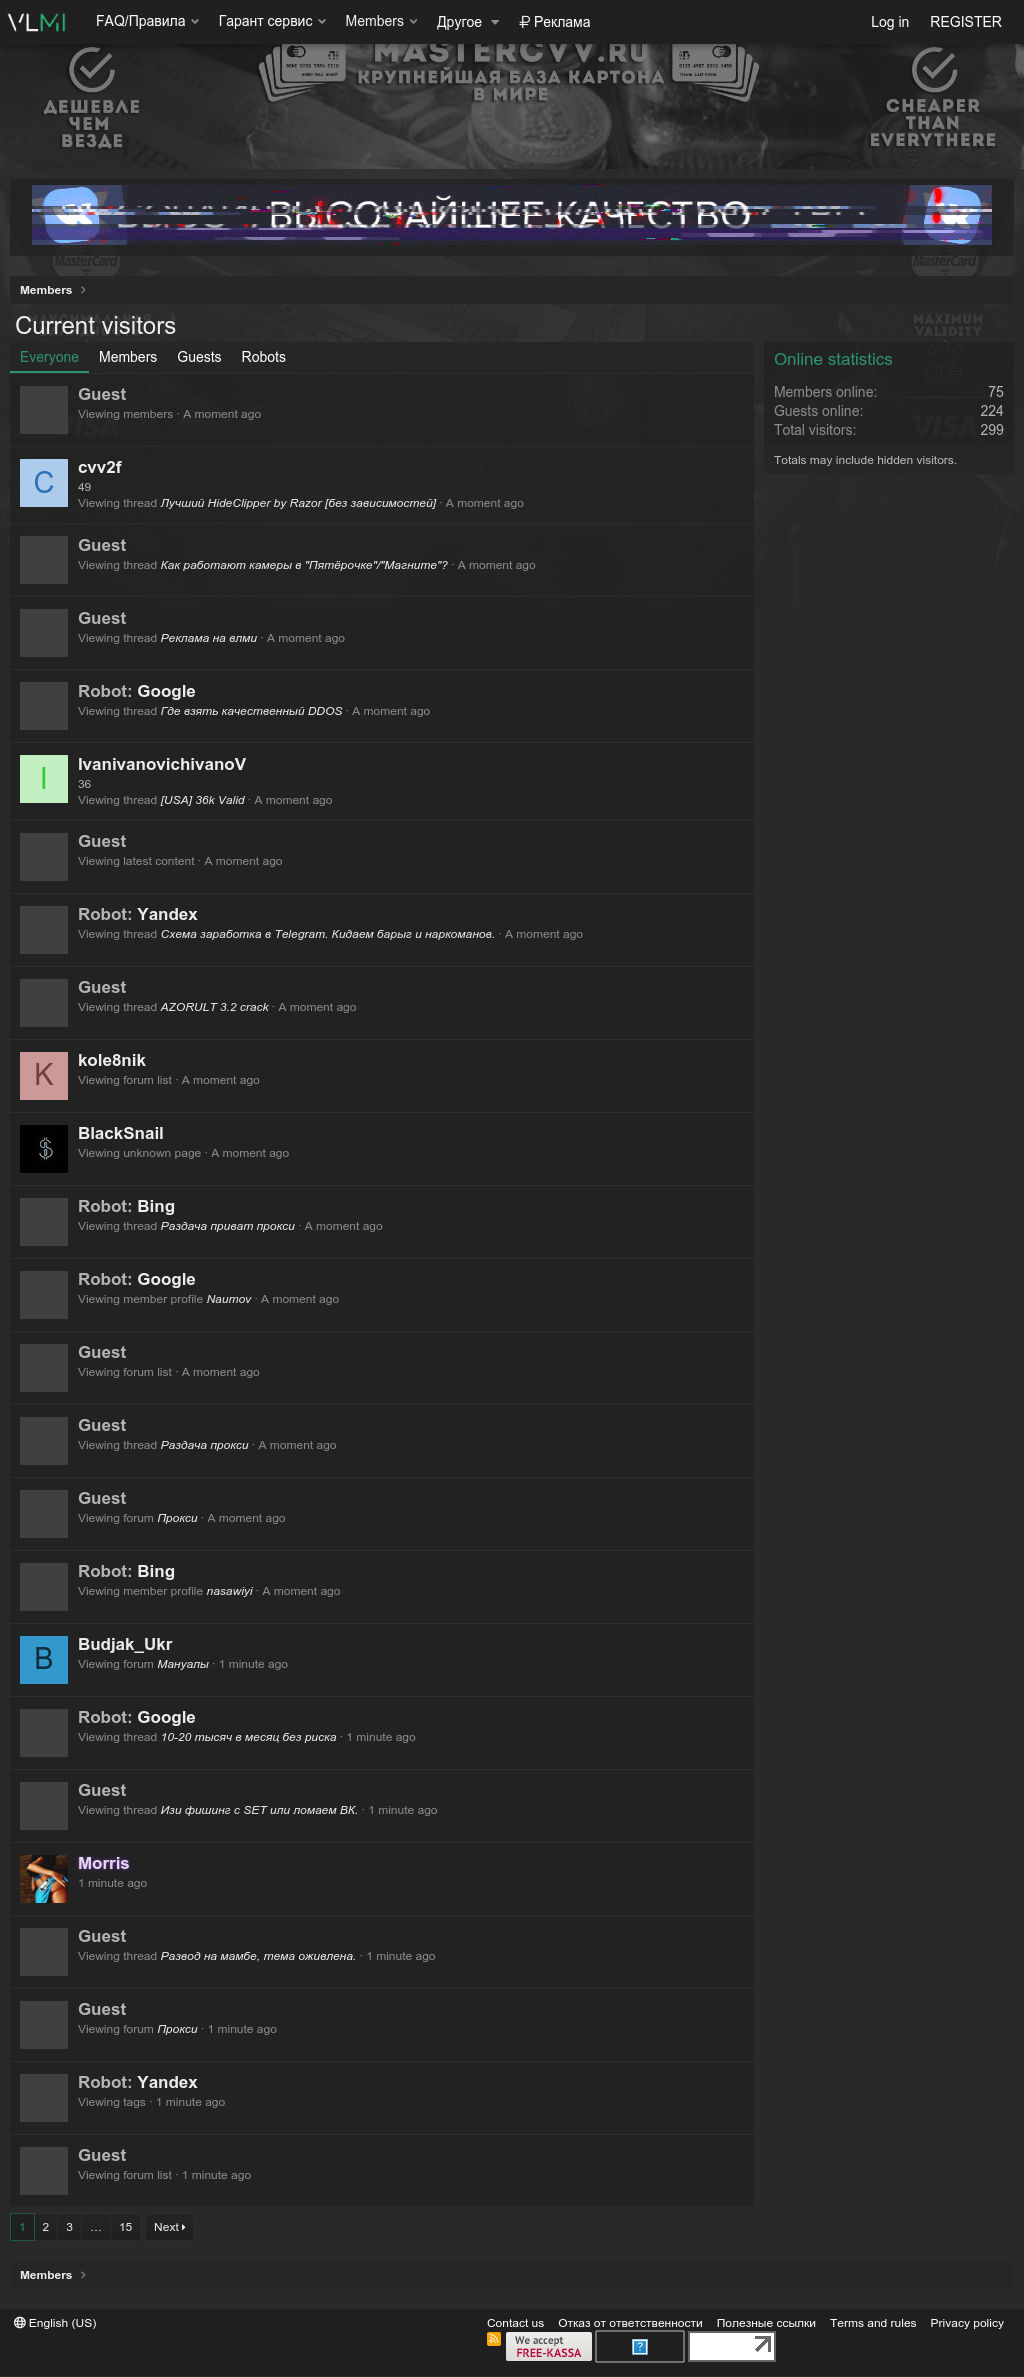 VLMI
FAQ/Правила
Гарант сервис
Members
Другое
Реклама
Log in
REGISTER
MASTERCVV.RU
КРУПНЕЙШАЯ БАЗА КАРТОНА
В МИРЕ
ДЕШЕВЛЕ
ЧЕМ
ВЕЗДЕ
CHEAPER
THAN
EVERYTHERE
ВЫСОЧАЙШЕЕ КАЧЕСТВО
MasterCard
MasterCard
Members
MAXIMUM
VALIDITY
Current visitors
Everyone
Members
Guests
Robots
VISA
VISA
Guest
Viewing members · A moment ago
C
cvv2f
49
Viewing thread Лучший HideClipper by Razor [без зависимостей] · A moment ago
Guest
Viewing thread Как работают камеры в "Пятёрочке"/"Магните"? · A moment ago
Guest
Viewing thread Реклама на влми · A moment ago
Robot: Google
Viewing thread Где взять качественный DDOS · A moment ago
I
IvanivanovichivanoV
36
Viewing thread [USA] 36k Valid · A moment ago
Guest
Viewing latest content · A moment ago
Robot: Yandex
Viewing thread Схема заработка в Telegram. Кидаем барыг и наркоманов. · A moment ago
Guest
Viewing thread AZORULT 3.2 crack · A moment ago
K
kole8nik
Viewing forum list · A moment ago
$
BlackSnail
Viewing unknown page · A moment ago
Robot: Bing
Viewing thread Раздача приват прокси · A moment ago
Robot: Google
Viewing member profile Naumov · A moment ago
Guest
Viewing forum list · A moment ago
Guest
Viewing thread Раздача прокси · A moment ago
Guest
Viewing forum Прокси · A moment ago
Robot: Bing
Viewing member profile nasawiyi · A moment ago
B
Budjak_Ukr
Viewing forum Мануалы · 1 minute ago
Robot: Google
Viewing thread 10-20 тысяч в месяц без риска · 1 minute ago
Guest
Viewing thread Изи фишинг с SET или ломаем ВК. · 1 minute ago
Morris
1 minute ago
Guest
Viewing thread Развод на мамбе, тема оживлена. · 1 minute ago
Guest
Viewing forum Прокси · 1 minute ago
Robot: Yandex
Viewing tags · 1 minute ago
Guest
Viewing forum list · 1 minute ago
Online statistics
Members online: 75
Guests online: 224
Total visitors: 299
Totals may include hidden visitors.
1 2 3 … 15 Next
Members
English (US)
Contact us
Отказ от ответственности
Полезные ссылки
Terms and rules
Privacy policy
We accept
FREE-KASSA
?